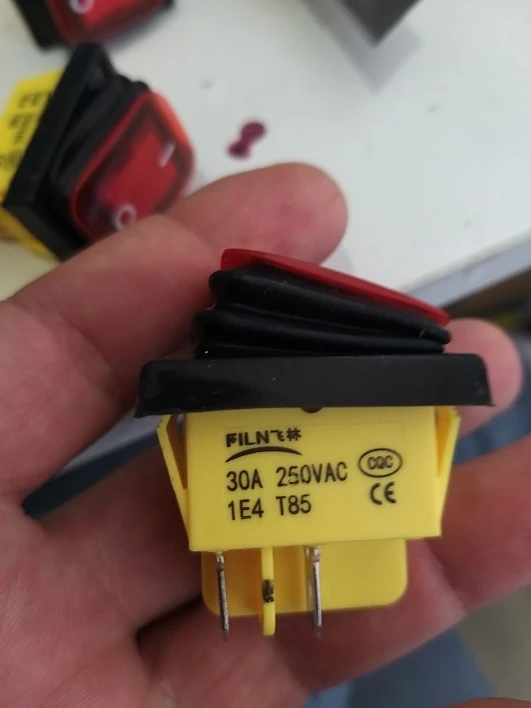 FILN飞林
30A 250VAC
CQC
1E4 T85
CE